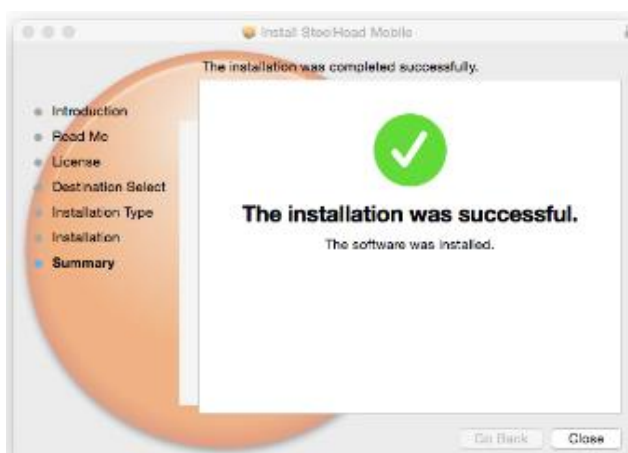 Install SteelHead Mobile
The installation was completed successfully.
Introduction
Read Me
License
Destination Select
Installation Type
Installation
Summary
The installation was successful.
The software was installed.
Go Back
Close